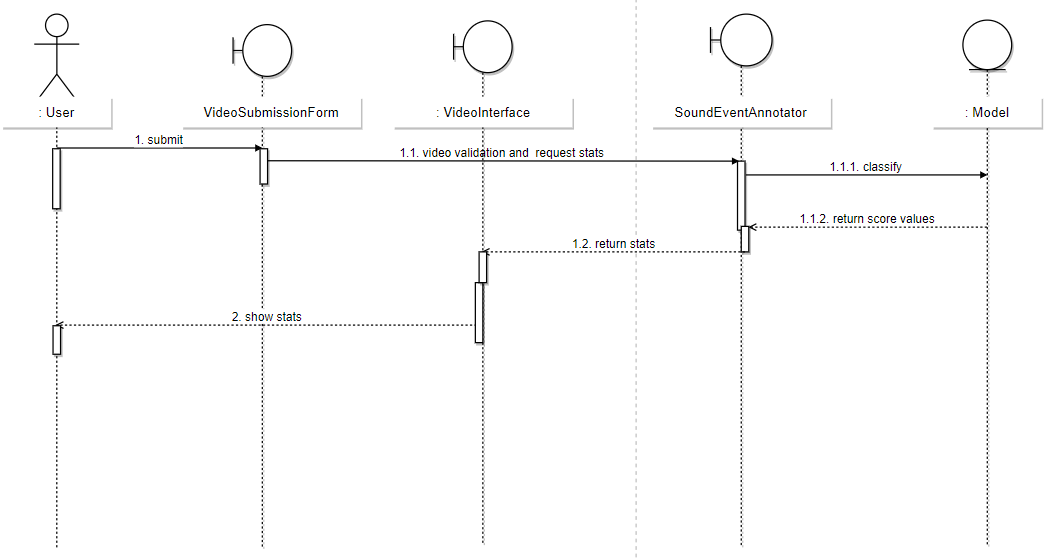 : User
VideoSubmissionForm
: VideoInterface
SoundEventAnnotator
: Model
1. submit
1.1. video validation and  request stats
1.1.1. classify
1.1.2. return score values
1.2. return stats
2. show stats